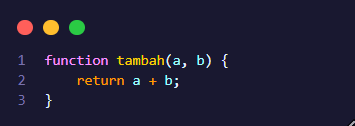 1 function tambah(a, b) {
2     return a + b;
3 }